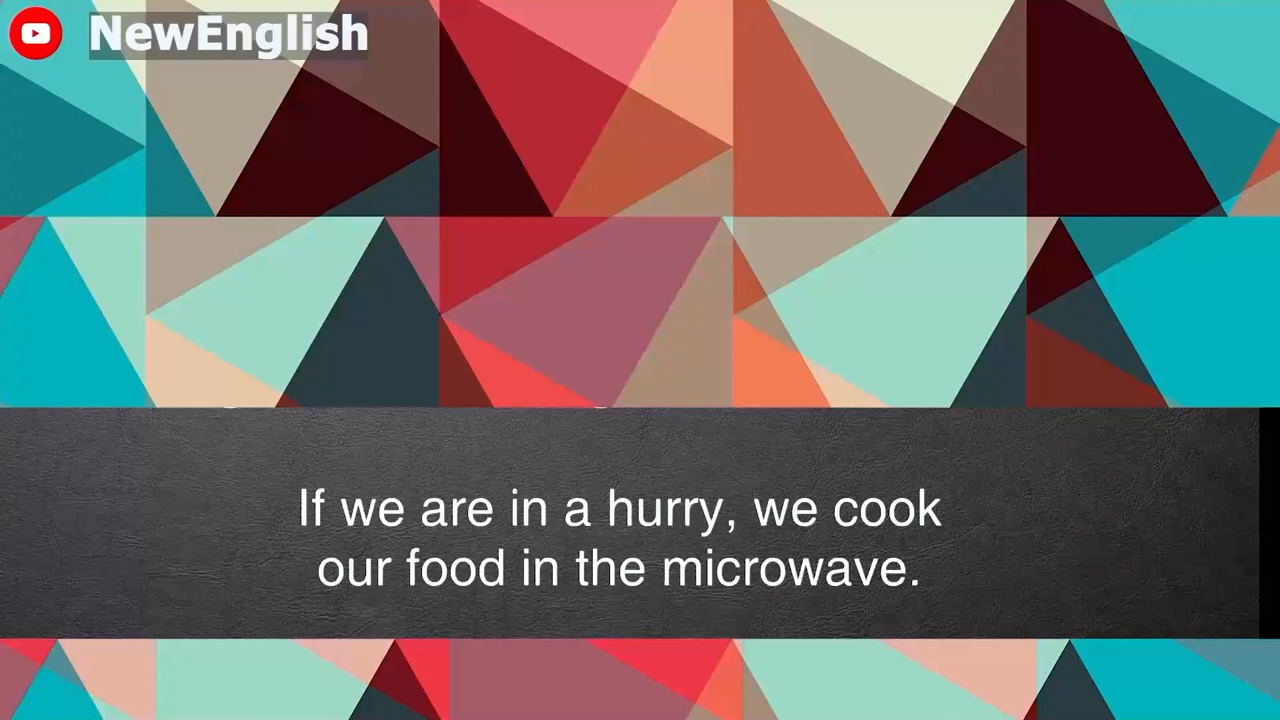 NewEnglish
If we are in a hurry, we cook
our food in the microwave.